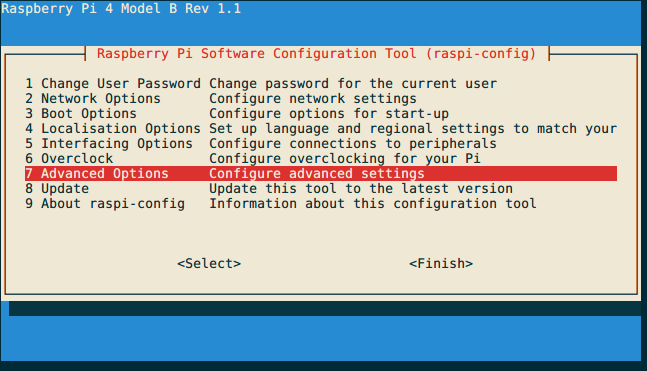 Raspberry Pi 4 Model B Rev 1.1
Raspberry Pi Software Configuration Tool (raspi-config)
1 Change User Password Change password for the current user
2 Network Options Configure network settings
3 Boot Options Configure options for start-up
4 Localisation Options Set up language and regional settings to match your
5 Interfacing Options Configure connections to peripherals
6 Overclock Configure overclocking for your Pi
7 Advanced Options Configure advanced settings
8 Update Update this tool to the latest version
9 About raspi-config Information about this configuration tool
<Select> <Finish>